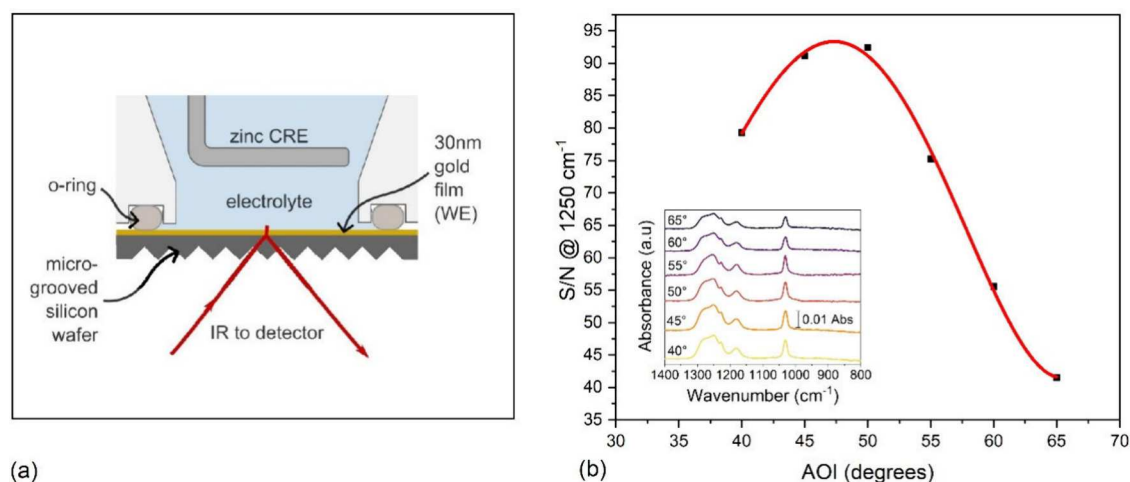 zinc CRE
30nm
gold
film
(WE)
o-ring
electrolyte
micro-
grooved
silicon
wafer
IR to detector
(a)
S/N @ 1250 cm⁻¹
95
90
85
80
75
70
65
60
55
50
45
40
35
30 35 40 45 50 55 60 65 70
AOI (degrees)
Absorbance (a.u)
65°
60°
55°
50°
45°
40°
0.01 Abs
1400 1300 1200 1100 1000 900 800
Wavenumber (cm⁻¹)
(b)